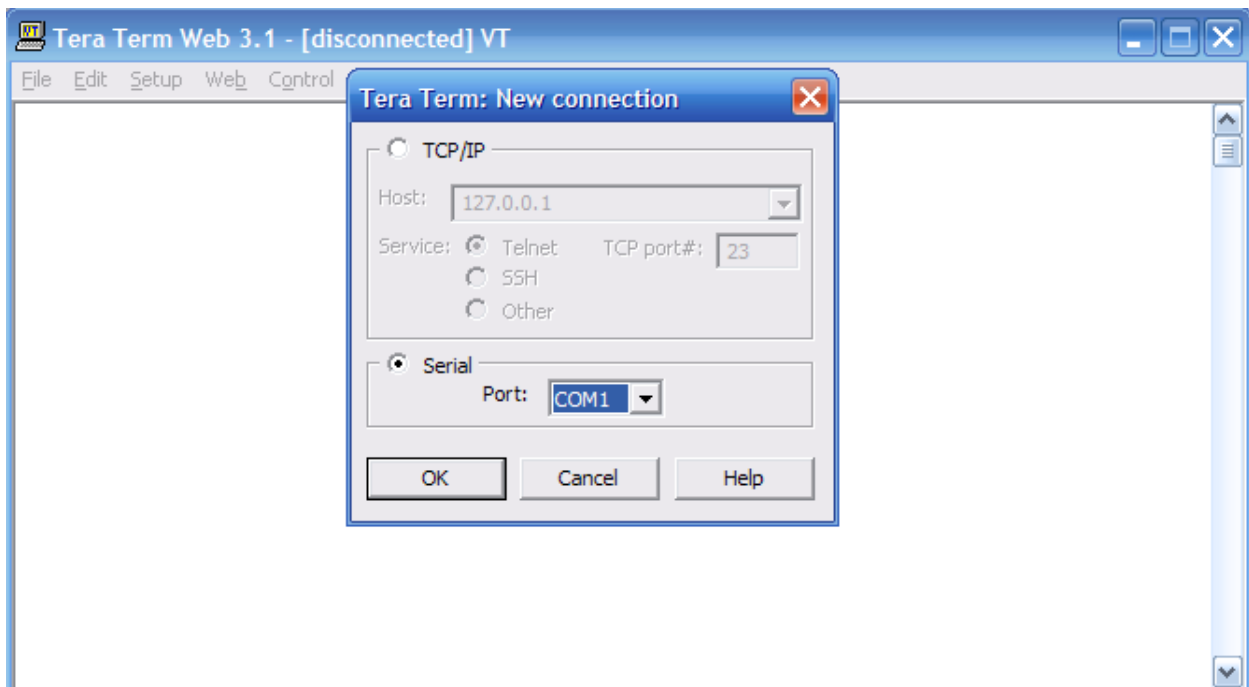 VT
Tera Term Web 3.1 - [disconnected] VT
File Edit Setup Web Control
Tera Term: New connection
TCP/IP
Host: 127.0.0.1
Service: Telnet TCP port#: 23
SSH
Other
Serial
Port: COM1
OK Cancel Help